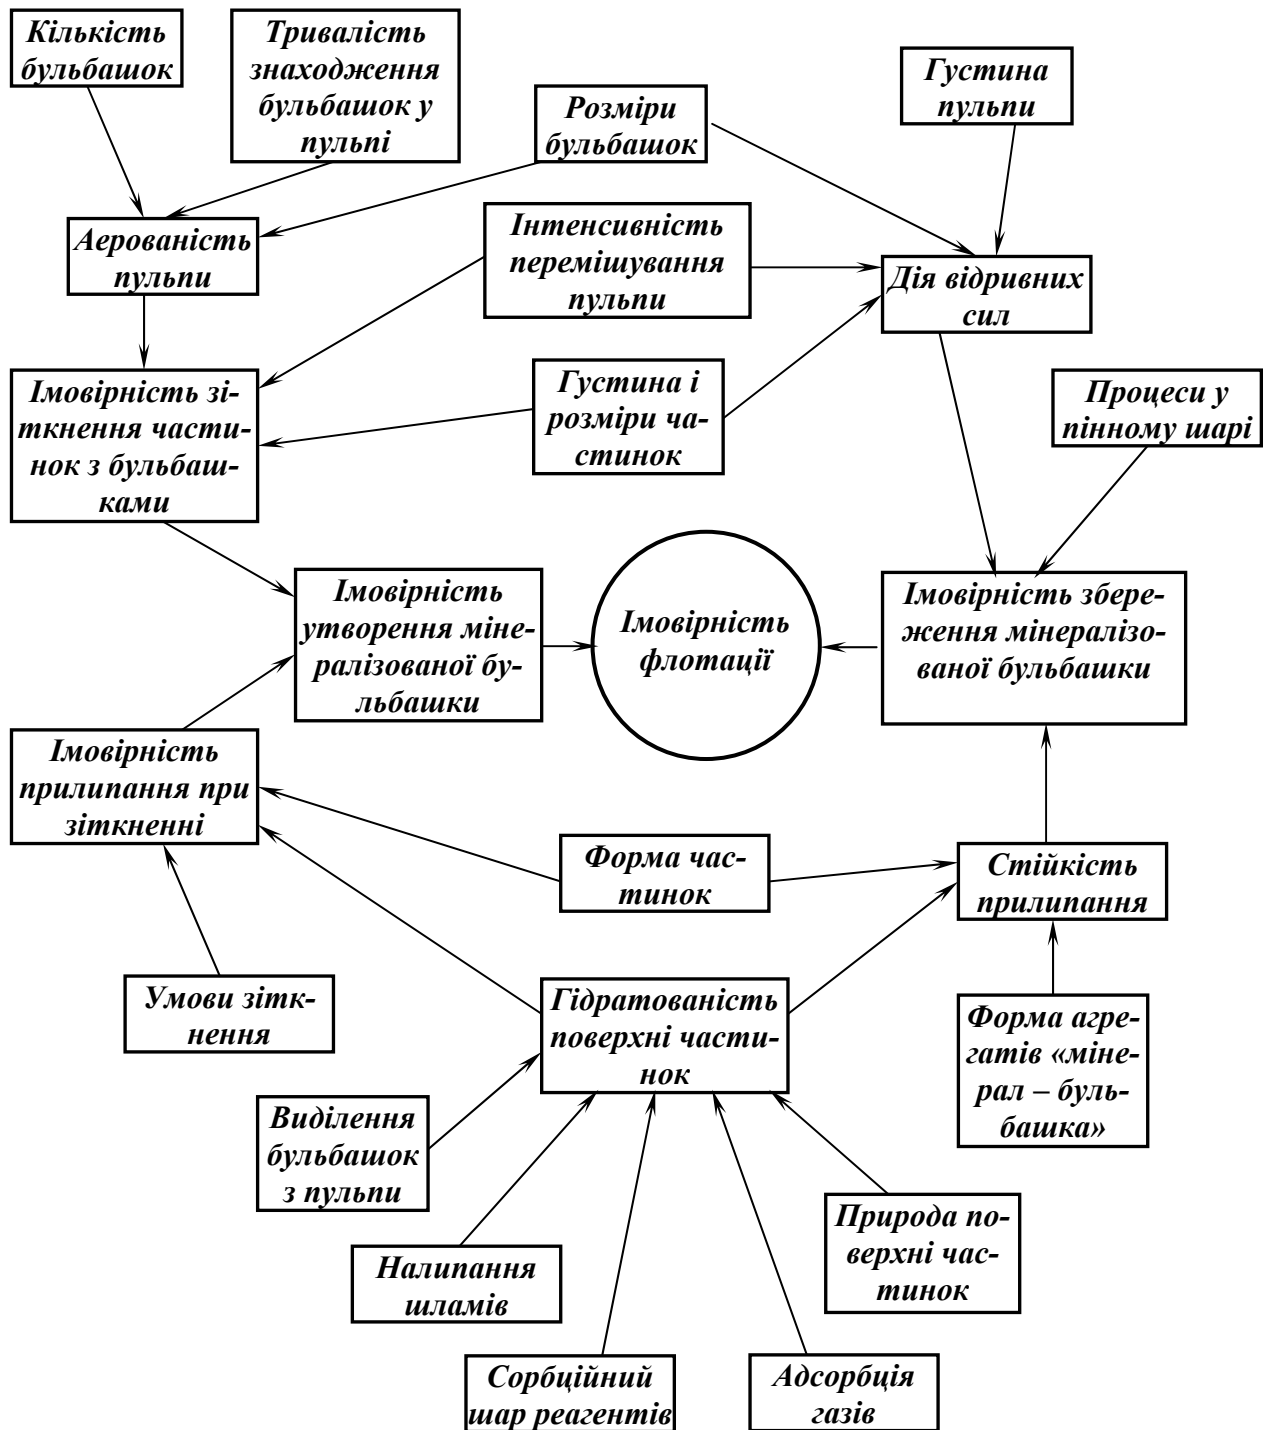 Кількість
бульбашок
Тривалість
знаходження
бульбашок у
пульпі
Розміри
бульбашок
Густина
пульпи
Аерованість
пульпи
Інтенсивність
перемішування
пульпи
Дія відривних
сил
Імовірність зі-
ткнення части-
нок з бульбаш-
ками
Густина і
розміри ча-
стинок
Процеси у
пінному шарі
Імовірність
утворення міне-
ралізованої бу-
льбашки
Імовірність
флотації
Імовірність збере-
ження мінералізо-
ваної бульбашки
Імовірність
прилипання при
зіткненні
Форма час-
тинок
Стійкість
прилипання
Умови зітк-
нення
Гідратованість
поверхні части-
нок
Форма агре-
гатів «міне-
рал – буль-
башка»
Виділення
бульбашок
з пульпи
Природа по-
верхні час-
тинок
Налипання
шламів
Сорбційний
шар реагентів
Адсорбція
газів